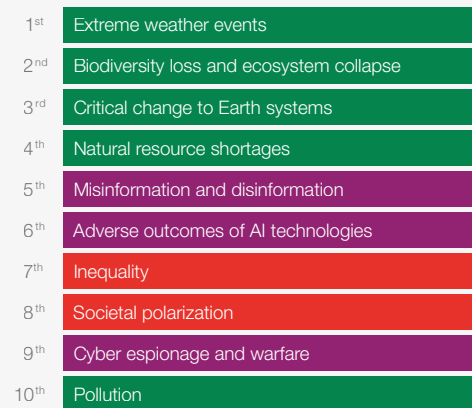 1st Extreme weather events
2nd Biodiversity loss and ecosystem collapse
3rd Critical change to Earth systems
4th Natural resource shortages
5th Misinformation and disinformation
6th Adverse outcomes of AI technologies
7th Inequality
8th Societal polarization
9th Cyber espionage and warfare
10th Pollution